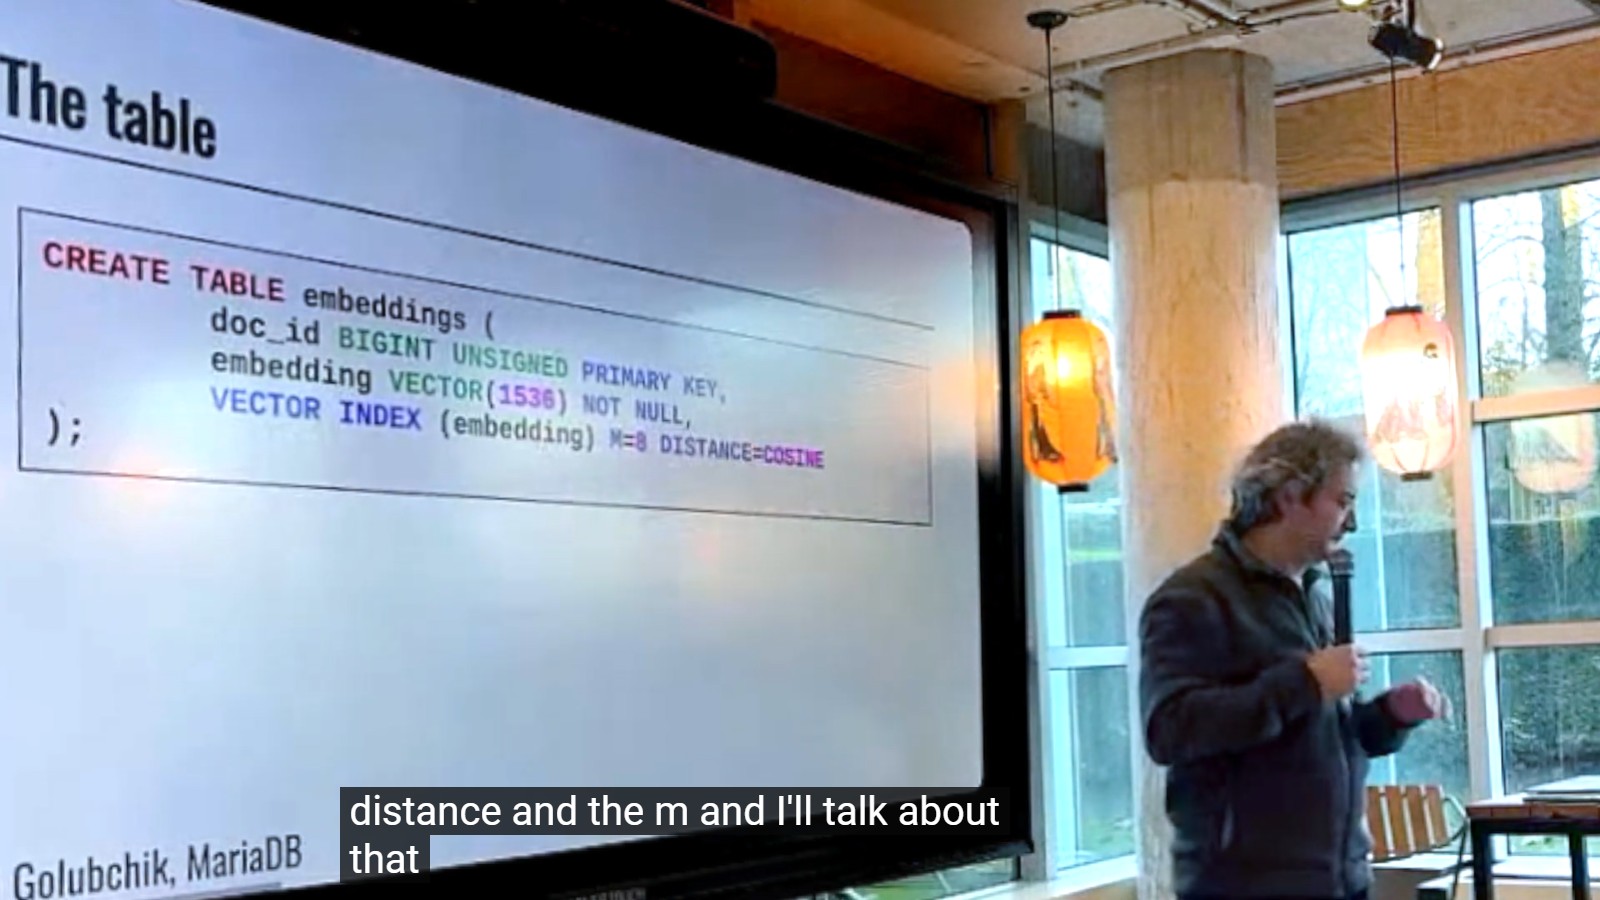 The table
CREATE TABLE embeddings (
doc_id BIGINT UNSIGNED PRIMARY KEY,
embedding VECTOR(1536) NOT NULL,
VECTOR INDEX (embedding) M=8 DISTANCE=COSINE
);
Golubchik, MariaDB
distance and the m and I'll talk about
that